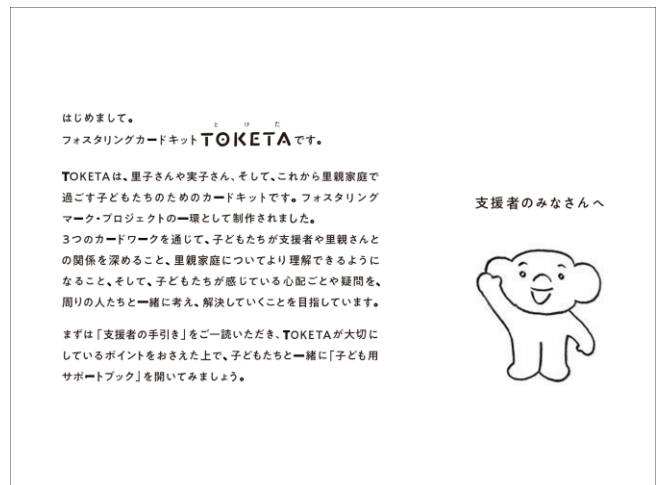 はじめまして。
とけた
フォスタリングカードキットTOKETAです。
TOKETAは、里子さんや実子さん、そして、これから里親家庭で
過ごす子どもたちのためのカードキットです。フォスタリング
マーク・プロジェクトの一環として制作されました。
3つのカードワークを通じて、子どもたちが支援者や里親さんと
の関係を深めること、里親家庭についてより理解できるように
なること、そして、子どもたちが感じている心配ごとや疑問を、
周りの人たちと一緒に考え、解決していくことを目指しています。
まずは「支援者の手引き」をご一読いただき、TOKETAが大切に
しているポイントをおさえた上で、子どもたちと一緒に「子ども用
サポートブック」を開いてみましょう。
支援者のみなさんへ